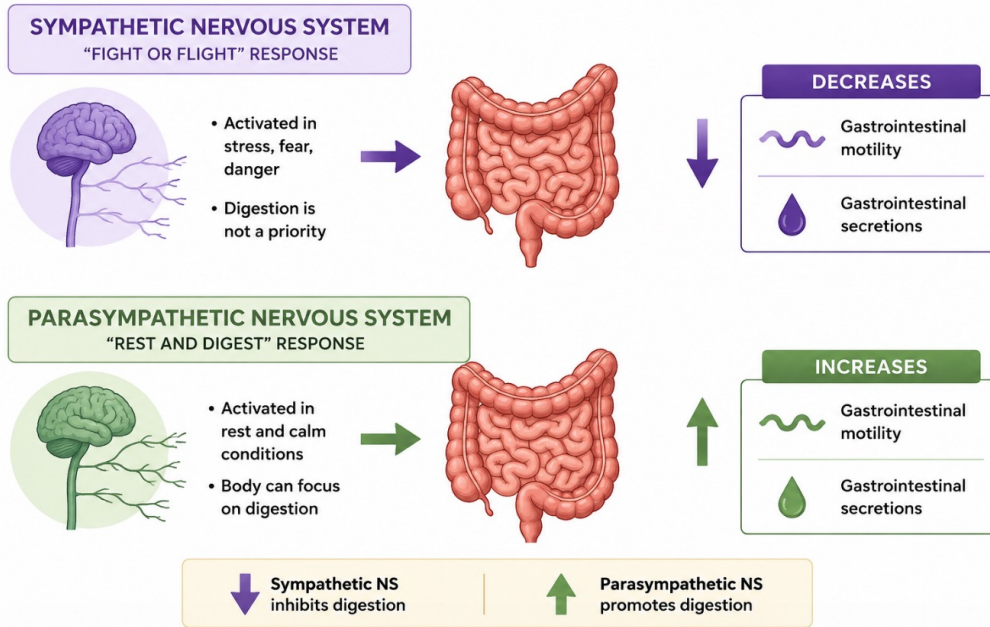 SYMPATHETIC NERVOUS SYSTEM
“FIGHT OR FLIGHT” RESPONSE
• Activated in
stress, fear,
danger
• Digestion is
not a priority
DECREASES
Gastrointestinal
motility
Gastrointestinal
secretions
PARASYMPATHETIC NERVOUS SYSTEM
“REST AND DIGEST” RESPONSE
• Activated in
rest and calm
conditions
• Body can focus
on digestion
INCREASES
Gastrointestinal
motility
Gastrointestinal
secretions
Sympathetic NS
inhibits digestion
Parasympathetic NS
promotes digestion